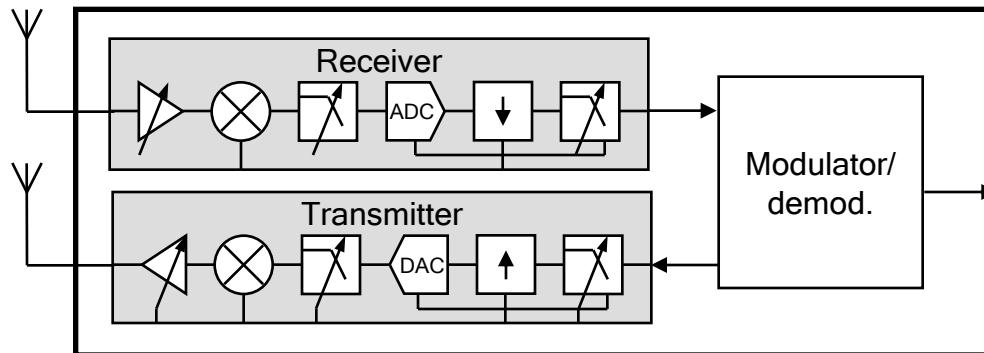 Receiver
ADC
Modulator/
demod.
Transmitter
DAC